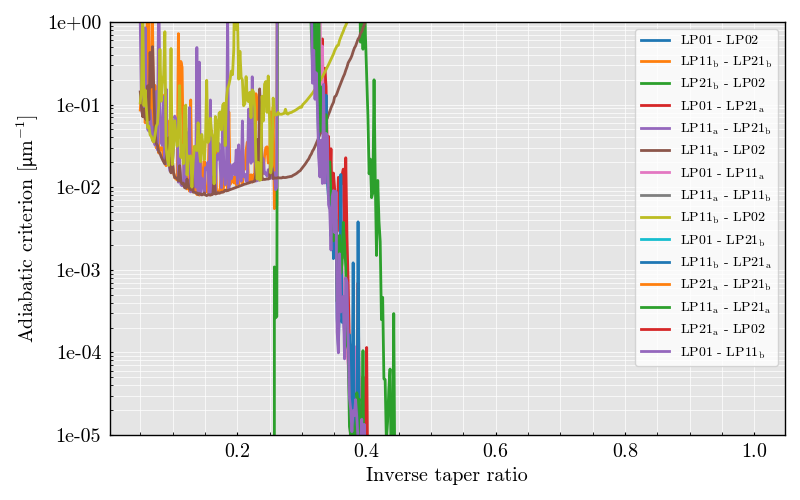 1e+00
1e-01
1e-02
1e-03
1e-04
1e-05
Adiabatic criterion [µm⁻¹]
0.2 0.4 0.6 0.8 1.0
Inverse taper ratio
LP01 - LP02
LP11b - LP21b
LP21b - LP02
LP01 - LP21a
LP11a - LP21b
LP11a - LP02
LP01 - LP11a
LP11a - LP11b
LP11b - LP02
LP01 - LP21b
LP11b - LP21a
LP21a - LP21b
LP11a - LP21a
LP21a - LP02
LP01 - LP11b